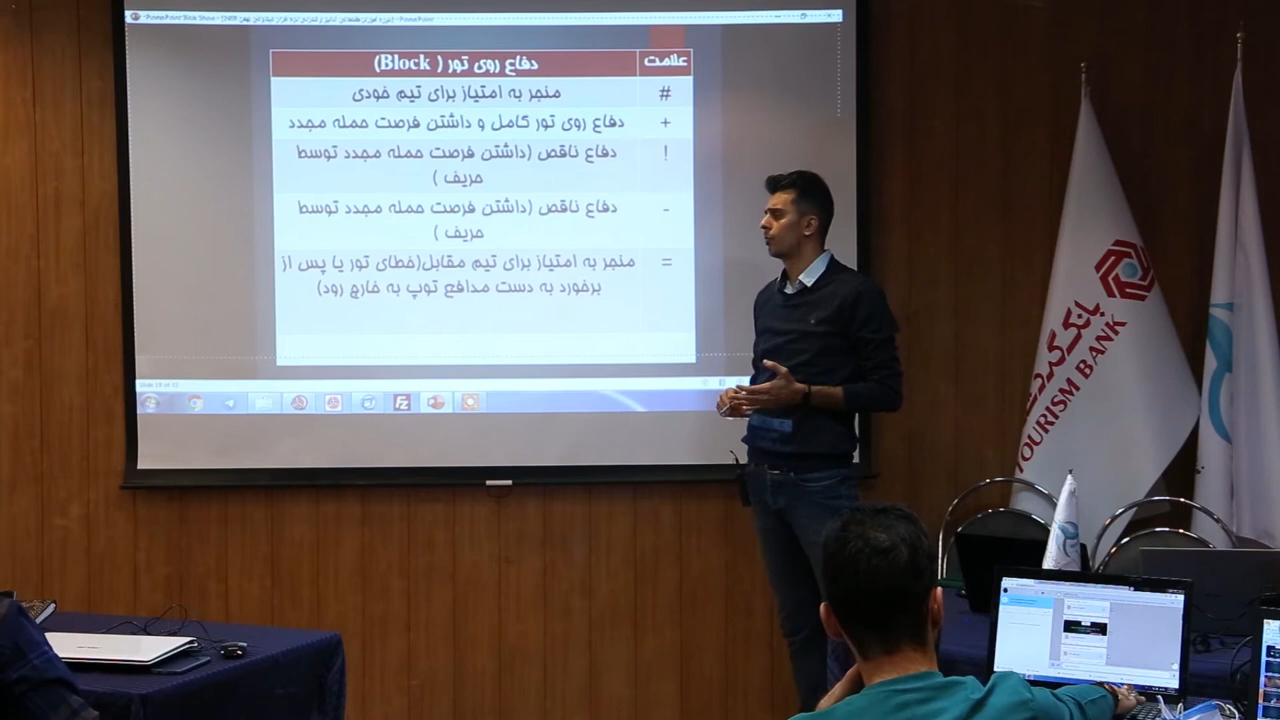 علامت دفاع روی تور ( Block)
# منجر به امتیاز برای تیم خودی
+ دفاع روی تور کامل و داشتن فرصت حمله مجدد
! دفاع ناقص (داشتن فرصت حمله مجدد توسط
حریف )
- دفاع ناقص (داشتن فرصت حمله مجدد توسط
حریف )
= منجر به امتیاز برای تیم مقابل(خطای تور یا پس از
برخورد به دست مدافع توپ به خارج رود)
TOURISM BANK